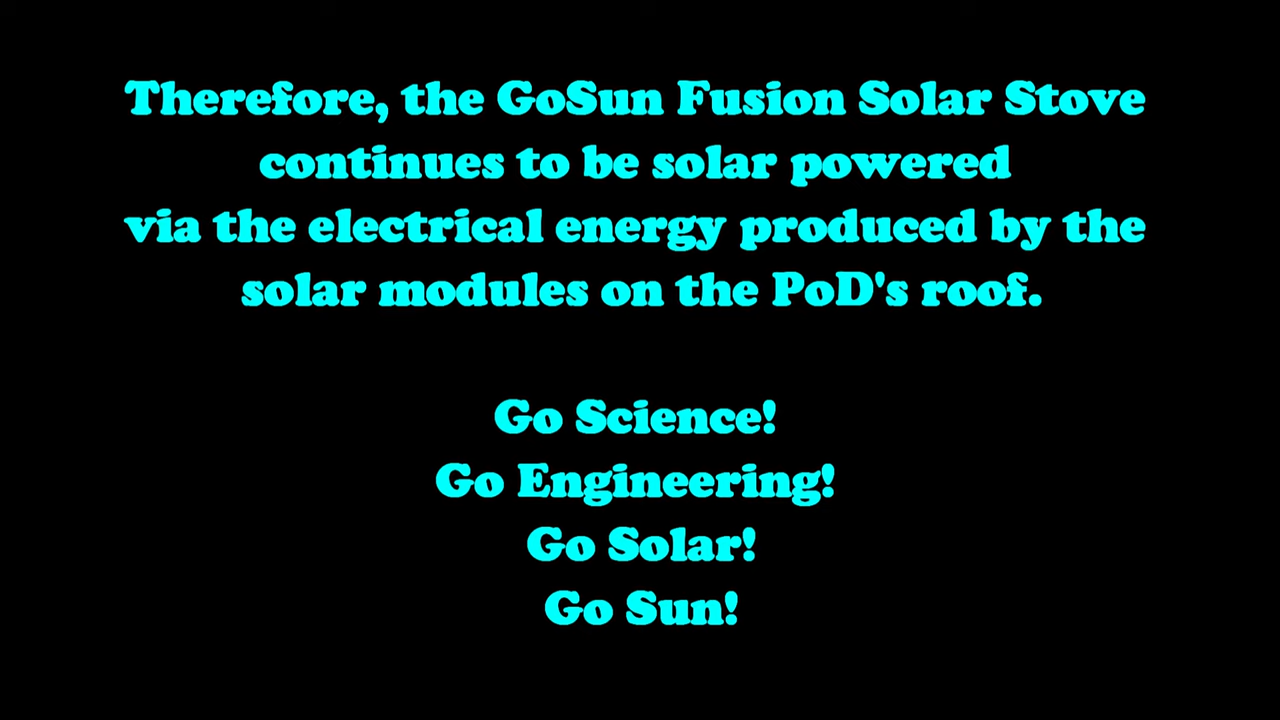 Therefore, the GoSun Fusion Solar Stove
continues to be solar powered
via the electrical energy produced by the
solar modules on the PoD's roof.
Go Science!
Go Engineering!
Go Solar!
Go Sun!